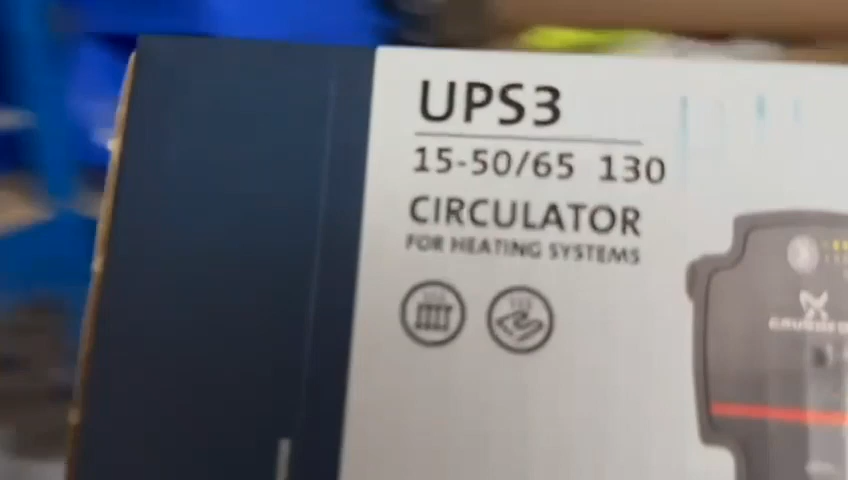 UPS3
15-50/65 130
CIRCULATOR
FOR HEATING SYSTEMS